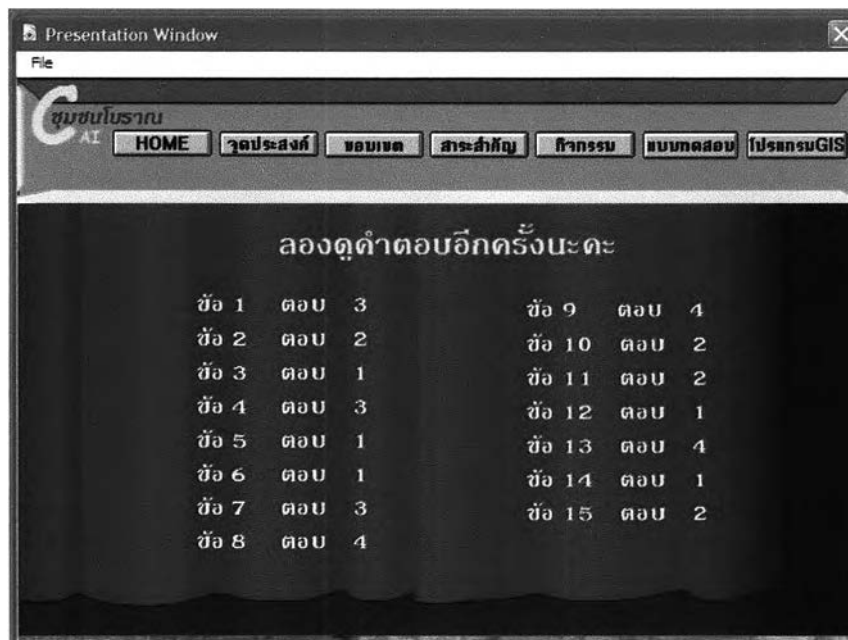 Presentation Window
File
Cชุมชนโบราณ
AI
HOME จุดประสงค์ ขอบเขต สาระสำคัญ กิจกรรม แบบทดสอบ โปรแกรมGIS
ลองดูคำตอบอีกครั้งนะคะ
ข้อ 1 ตอบ 3
ข้อ 2 ตอบ 2
ข้อ 3 ตอบ 1
ข้อ 4 ตอบ 3
ข้อ 5 ตอบ 1
ข้อ 6 ตอบ 1
ข้อ 7 ตอบ 3
ข้อ 8 ตอบ 4
ข้อ 9 ตอบ 4
ข้อ 10 ตอบ 2
ข้อ 11 ตอบ 2
ข้อ 12 ตอบ 1
ข้อ 13 ตอบ 4
ข้อ 14 ตอบ 1
ข้อ 15 ตอบ 2